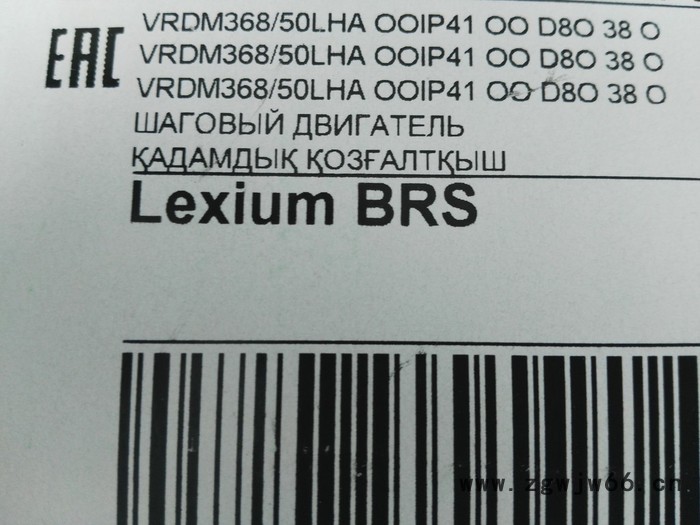 EAC
VRDM368/50LHA OOIP41 OO D8O 38 O
VRDM368/50LHA OOIP41 OO D8O 38 O
VRDM368/50LHA OOIP41 OO D8O 38 O
ШАГОВЫЙ ДВИГАТЕЛЬ
ҚАДАМДЫҚ ҚОЗҒАЛТҚЫШ
Lexium BRS
www.zgwjw66.cn